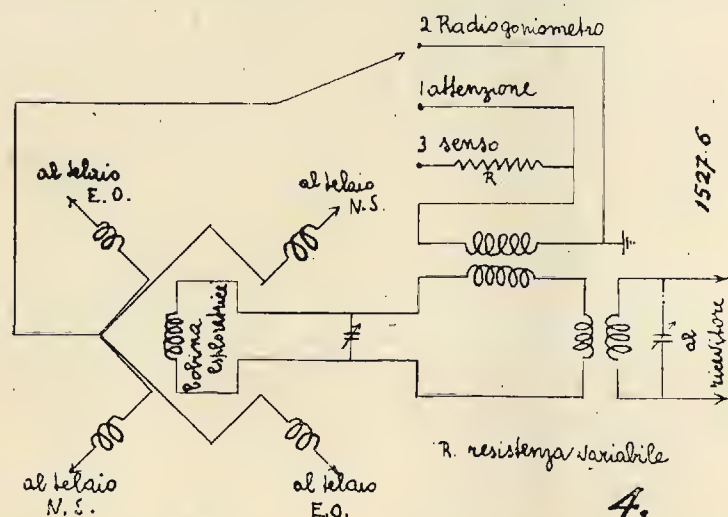 2 Radiogoniometro
1 attenzione
3 senso
R
al telaio
E.O.
al telaio
N.S.
bobina
esploratrice
al
ricevitore
1527.6
al telaio
N.S.
al telaio
E.O.
R. resistenza variabile
4.